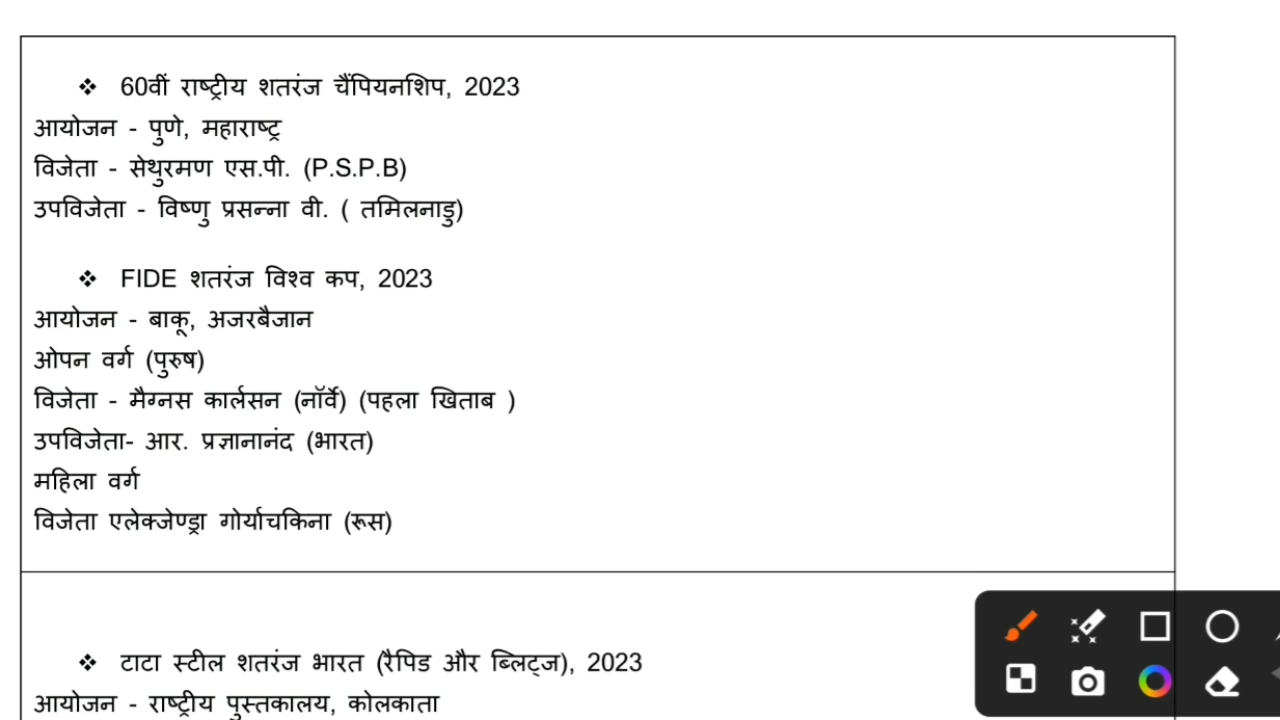 ❖ 60वीं राष्ट्रीय शतरंज चैंपियनशिप, 2023
आयोजन - पुणे, महाराष्ट्र
विजेता - सेथुरमण एस.पी. (P.S.P.B)
उपविजेता - विष्णु प्रसन्ना वी. ( तमिलनाडु)
❖ FIDE शतरंज विश्व कप, 2023
आयोजन - बाकू, अजरबैजान
ओपन वर्ग (पुरुष)
विजेता - मैग्नस कार्लसन (नॉर्वे) (पहला खिताब )
उपविजेता- आर. प्रज्ञानानंद (भारत)
महिला वर्ग
विजेता एलेक्जेण्ड्रा गोर्याचकिना (रूस)
❖ टाटा स्टील शतरंज भारत (रैपिड और ब्लिट्ज), 2023
आयोजन - राष्ट्रीय पुस्तकालय, कोलकाता